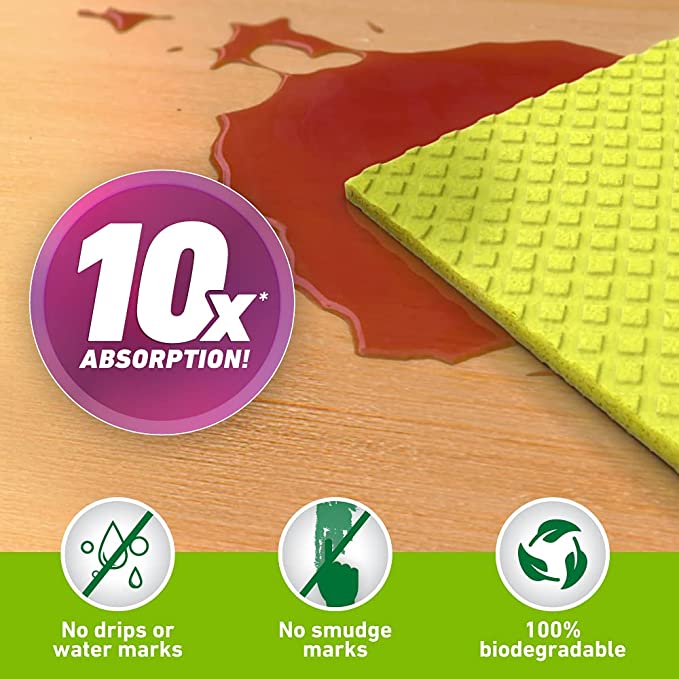 10x*
ABSORPTION!
No drips or
water marks
No smudge
marks
100%
biodegradable